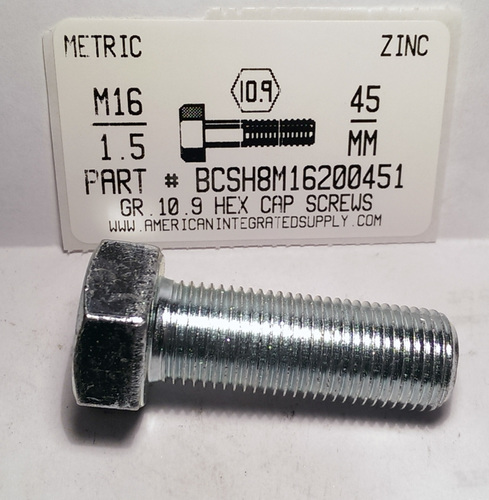 METRIC ZINC
M16 10.9 45
1.5 MM
PART # BCSH8M16200451
GR.10.9 HEX CAP SCREWS
WWW.AMERICANINTEGRATEDSUPPLY.COM